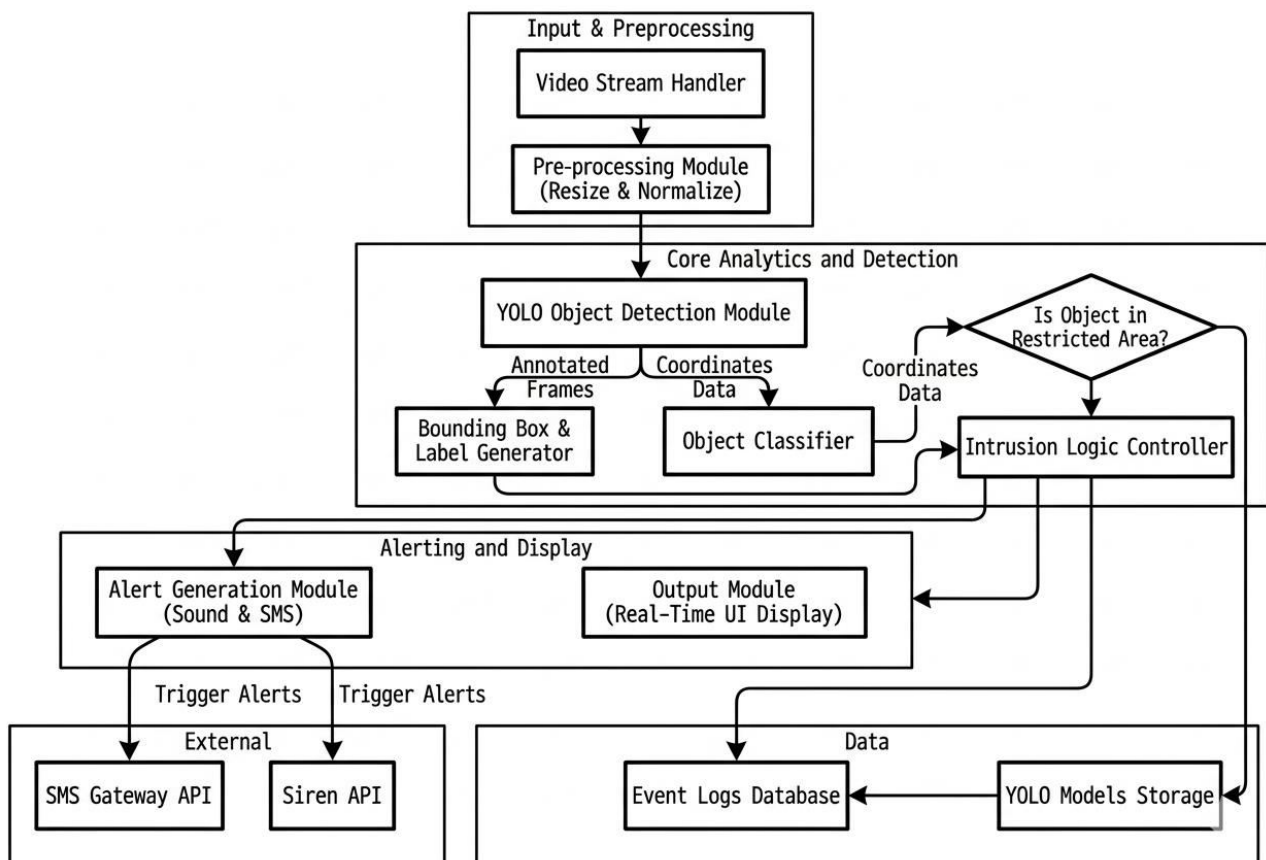 Input & Preprocessing
Video Stream Handler
Pre-processing Module
(Resize & Normalize)
Core Analytics and Detection
YOLO Object Detection Module
Is Object in
Restricted Area?
Annotated
Frames
Coordinates
Data
Coordinates
Data
Bounding Box &
Label Generator
Object Classifier
Intrusion Logic Controller
Alerting and Display
Alert Generation Module
(Sound & SMS)
Output Module
(Real-Time UI Display)
Trigger Alerts
Trigger Alerts
External
SMS Gateway API
Siren API
Data
Event Logs Database
YOLO Models Storage